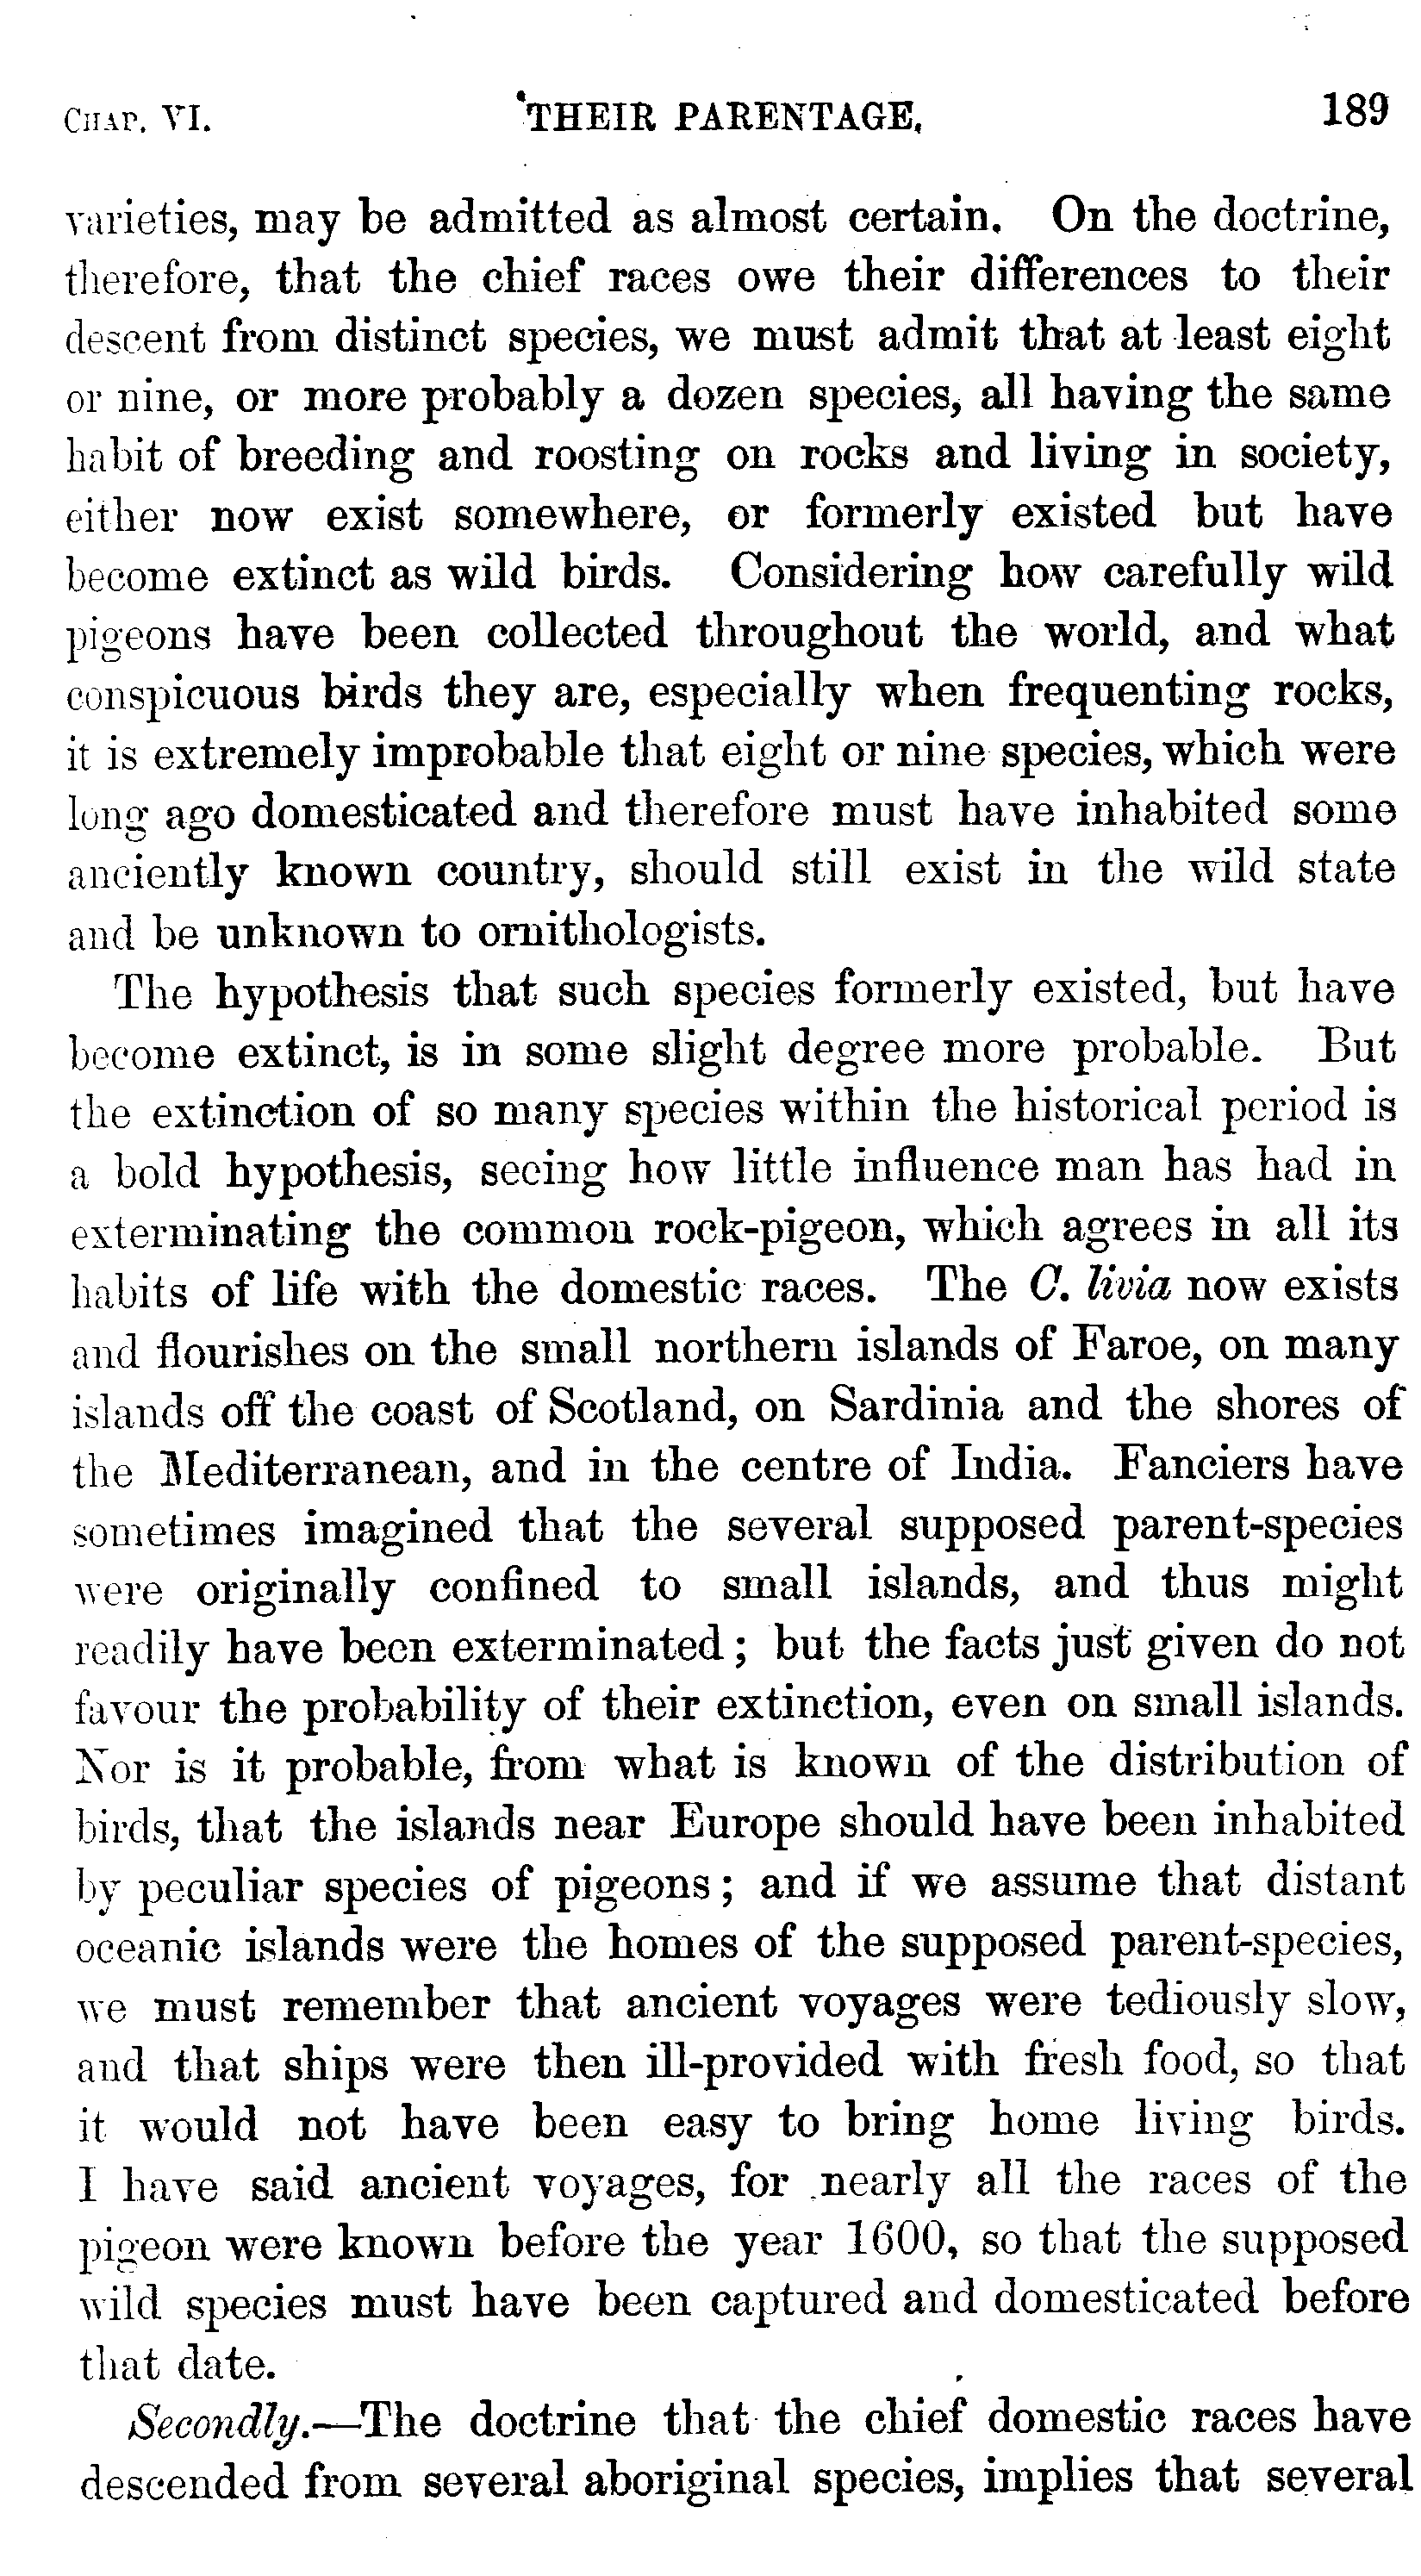 CHAP. VI. THEIR PARENTAGE. 189
varieties, may be admitted as almost certain. On the doctrine,
therefore, that the chief races owe their differences to their
descent from distinct species, we must admit that at least eight
or nine, or more probably a dozen species, all having the same
habit of breeding and roosting on rocks and living in society,
either now exist somewhere, or formerly existed but have
become extinct as wild birds. Considering how carefully wild
pigeons have been collected throughout the world, and what
conspicuous birds they are, especially when frequenting rocks,
it is extremely improbable that eight or nine species, which were
long ago domesticated and therefore must have inhabited some
anciently known country, should still exist in the wild state
and be unknown to ornithologists.
The hypothesis that such species formerly existed, but have
become extinct, is in some slight degree more probable. But
the extinction of so many species within the historical period is
a bold hypothesis, seeing how little influence man has had in
exterminating the common rock-pigeon, which agrees in all its
habits of life with the domestic races. The C. livia now exists
and flourishes on the small northern islands of Faroe, on many
islands off the coast of Scotland, on Sardinia and the shores of
the Mediterranean, and in the centre of India. Fanciers have
sometimes imagined that the several supposed parent-species
were originally confined to small islands, and thus might
readily have been exterminated; but the facts just given do not
favour the probability of their extinction, even on small islands.
Nor is it probable, from what is known of the distribution of
birds, that the islands near Europe should have been inhabited
by peculiar species of pigeons; and if we assume that distant
oceanic islands were the homes of the supposed parent-species,
we must remember that ancient voyages were tediously slow,
and that ships were then ill-provided with fresh food, so that
it would not have been easy to bring home living birds.
I have said ancient voyages, for nearly all the races of the
pigeon were known before the year 1600, so that the supposed
wild species must have been captured and domesticated before
that date.
Secondly.—The doctrine that the chief domestic races have
descended from several aboriginal species, implies that several